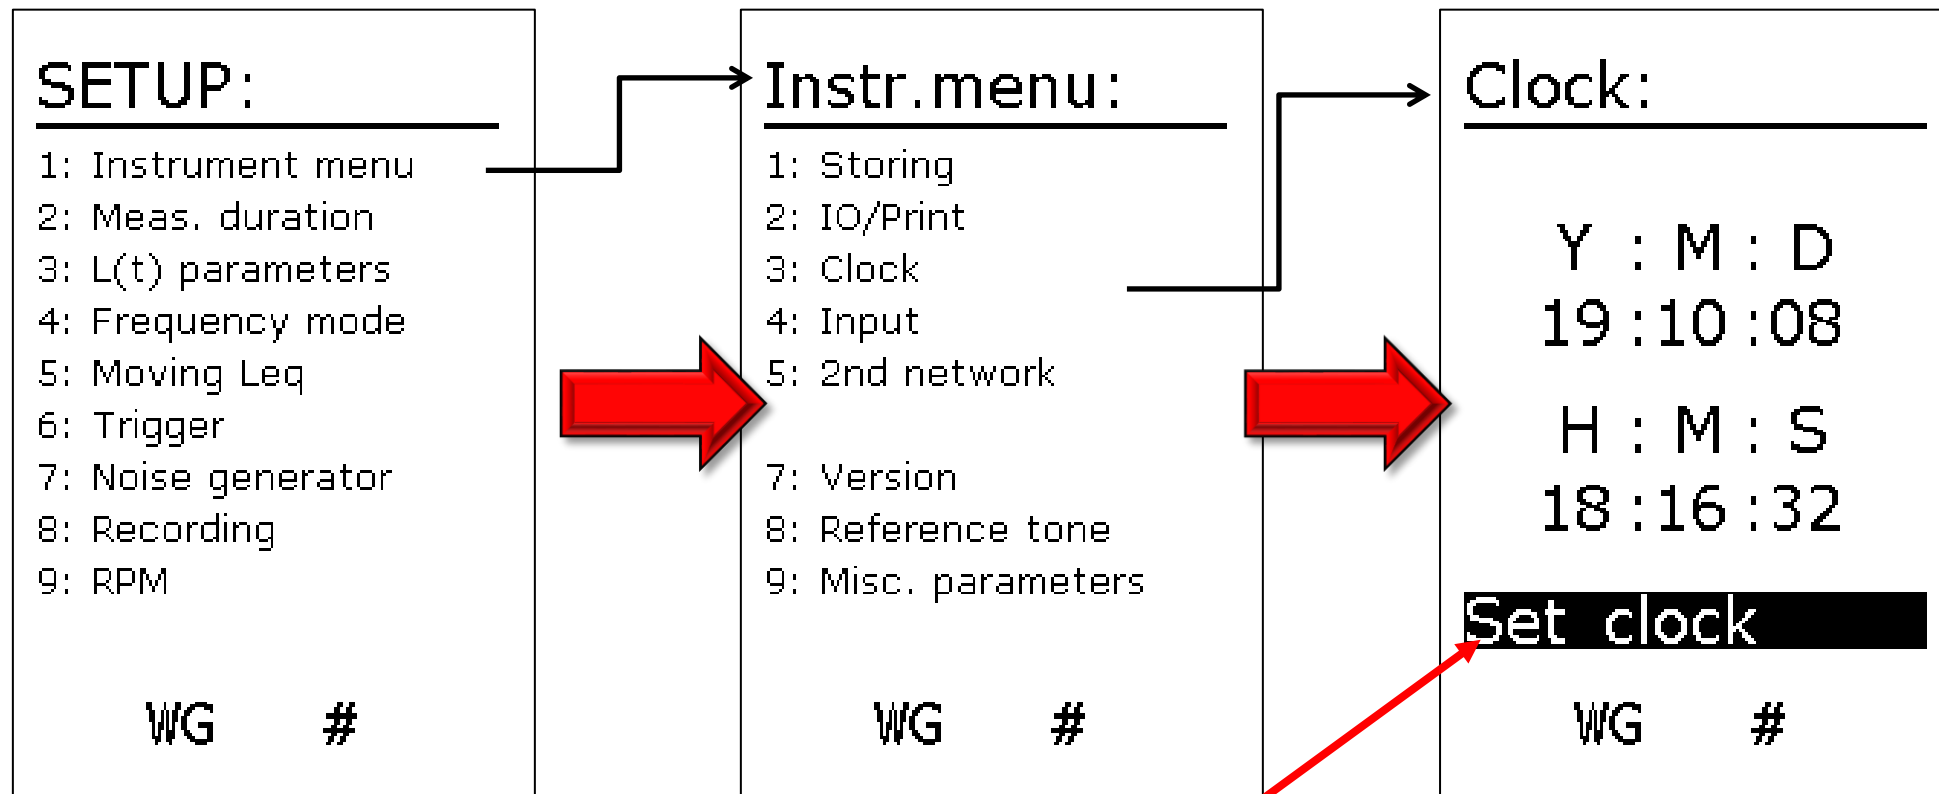 SETUP:
1: Instrument menu
2: Meas. duration
3: L(t) parameters
4: Frequency mode
5: Moving Leq
6: Trigger
7: Noise generator
8: Recording
9: RPM
WG #
Instr.menu:
1: Storing
2: IO/Print
3: Clock
4: Input
5: 2nd network
7: Version
8: Reference tone
9: Misc. parameters
WG #
Clock:
Y : M : D
19 :10 :08
H : M : S
18 :16 :32
Set clock
WG #